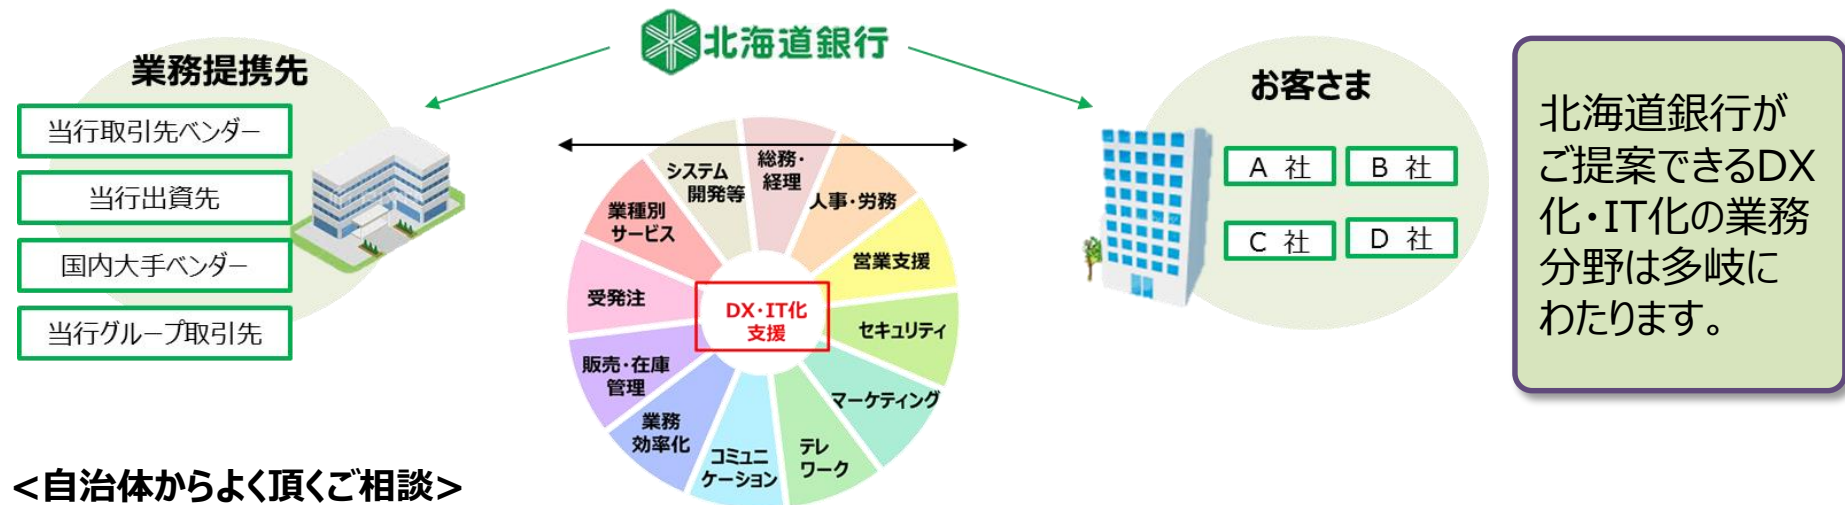 北海道銀行
業務提携先
当行取引先ベンダー
当行出資先
国内大手ベンダー
当行グループ取引先
総務・
経理
人事・労務
営業支援
セキュリティ
マーケティング
テレ
ワーク
コミュニ
ケーション
業務
効率化
販売・在庫
管理
受発注
業種別
サービス
システム
開発等
DX・IT化
支援
お客さま
A 社
B 社
C 社
D 社
北海道銀行が
ご提案できるDX
化・IT化の業務
分野は多岐に
わたります。
<自治体からよく頂くご相談>